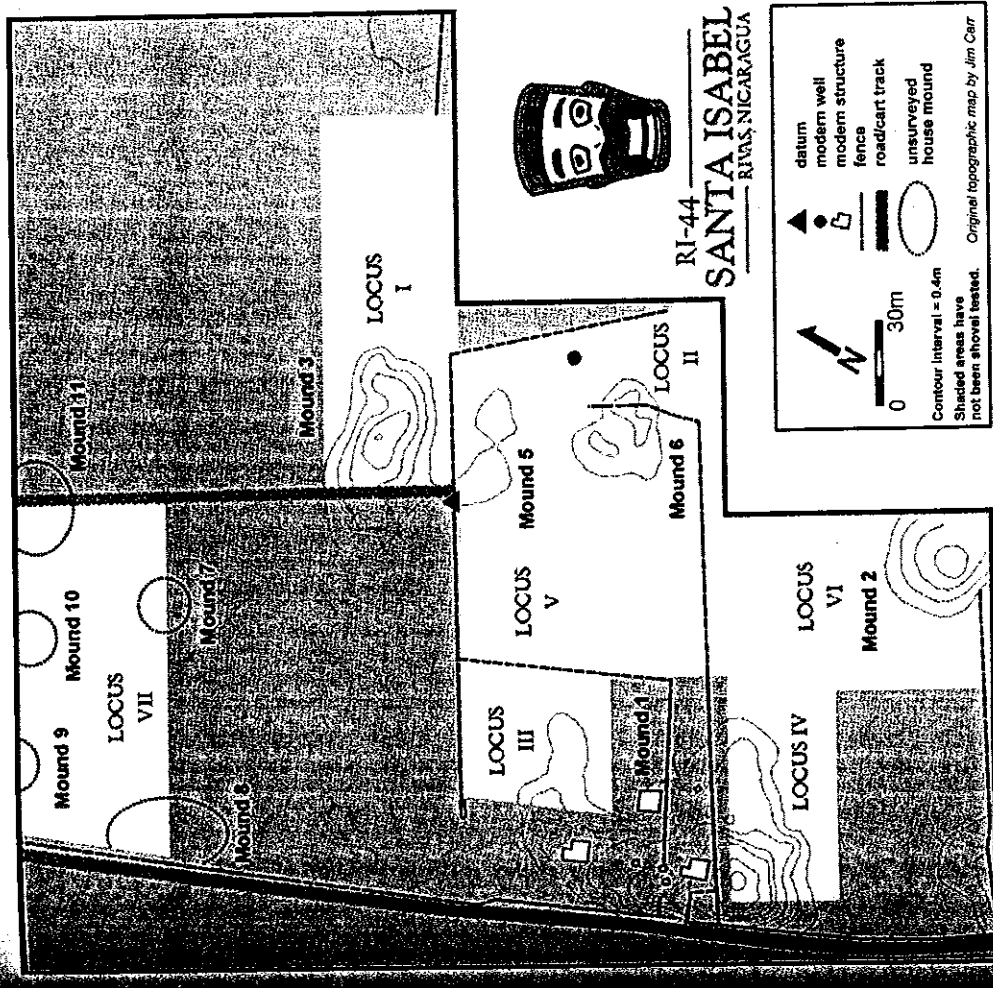 Mound 9
Mound 10
Mound 11
LOCUS
VII
Mound 8
Mound 7
Mound 3
LOCUS
I
LOCUS
III
LOCUS
V
Mound 5
Mound 1
Mound 6
LOCUS
II
LOCUS IV
LOCUS
VI
Mound 2
RI-44
SANTA ISABEL
RIVAS, NICARAGUA
datum
modern well
modern structure
fence
road/cart track
unsurveyed
house mound
N
0 30m
Contour Interval = 0.4m
Shaded areas have
not been shovel tested.
Original topographic map by Jim Carr